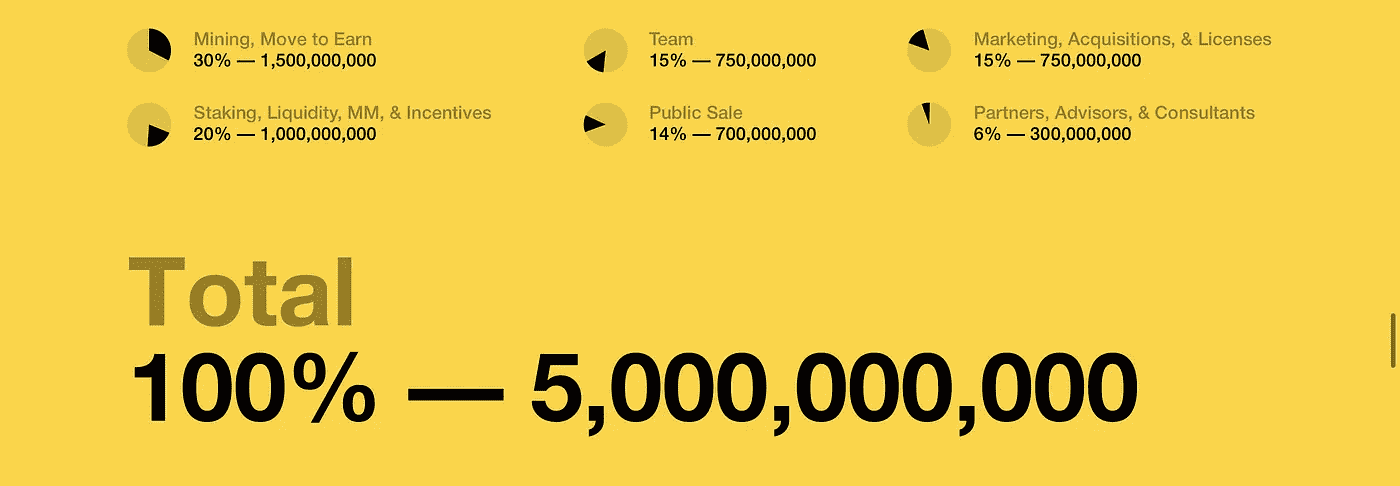 Mining, Move to Earn
30% — 1,500,000,000
Team
15% — 750,000,000
Marketing, Acquisitions, & Licenses
15% — 750,000,000
Staking, Liquidity, MM, & Incentives
20% — 1,000,000,000
Public Sale
14% — 700,000,000
Partners, Advisors, & Consultants
6% — 300,000,000
Total
100% — 5,000,000,000